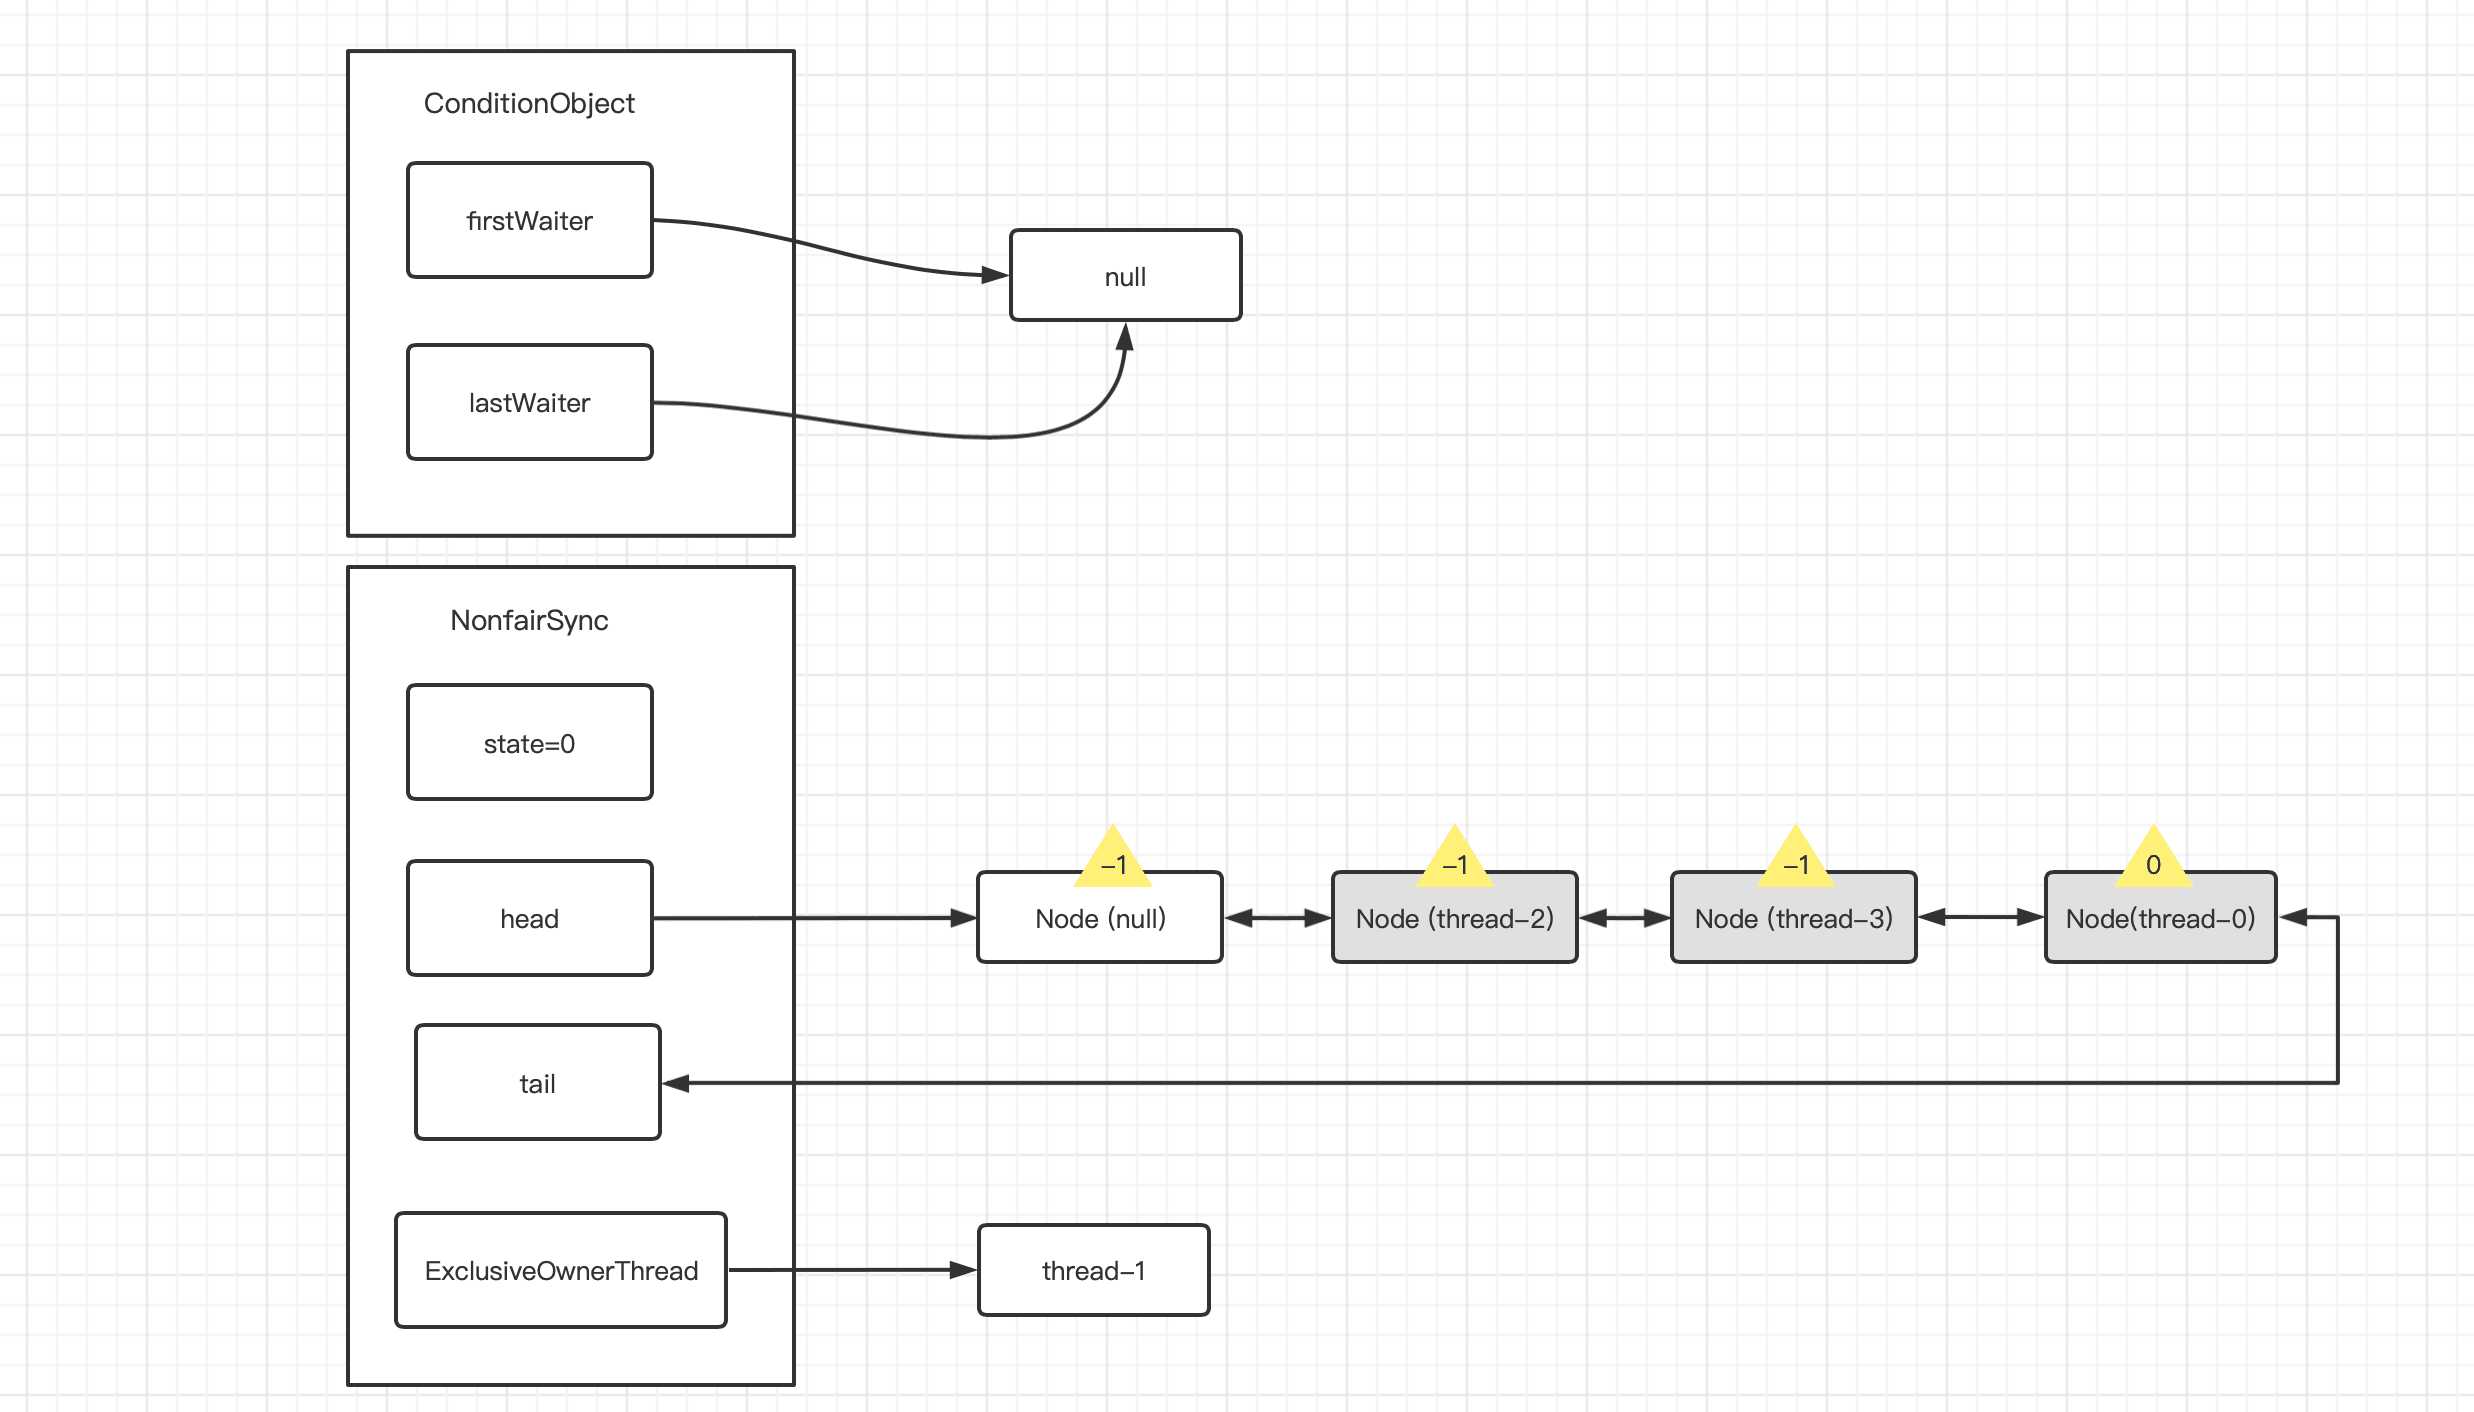 ConditionObject
firstWaiter
null
lastWaiter
NonfairSync
state=0
-1
-1
-1
0
head
Node (null)
Node (thread-2)
Node (thread-3)
Node(thread-0)
tail
ExclusiveOwnerThread
thread-1